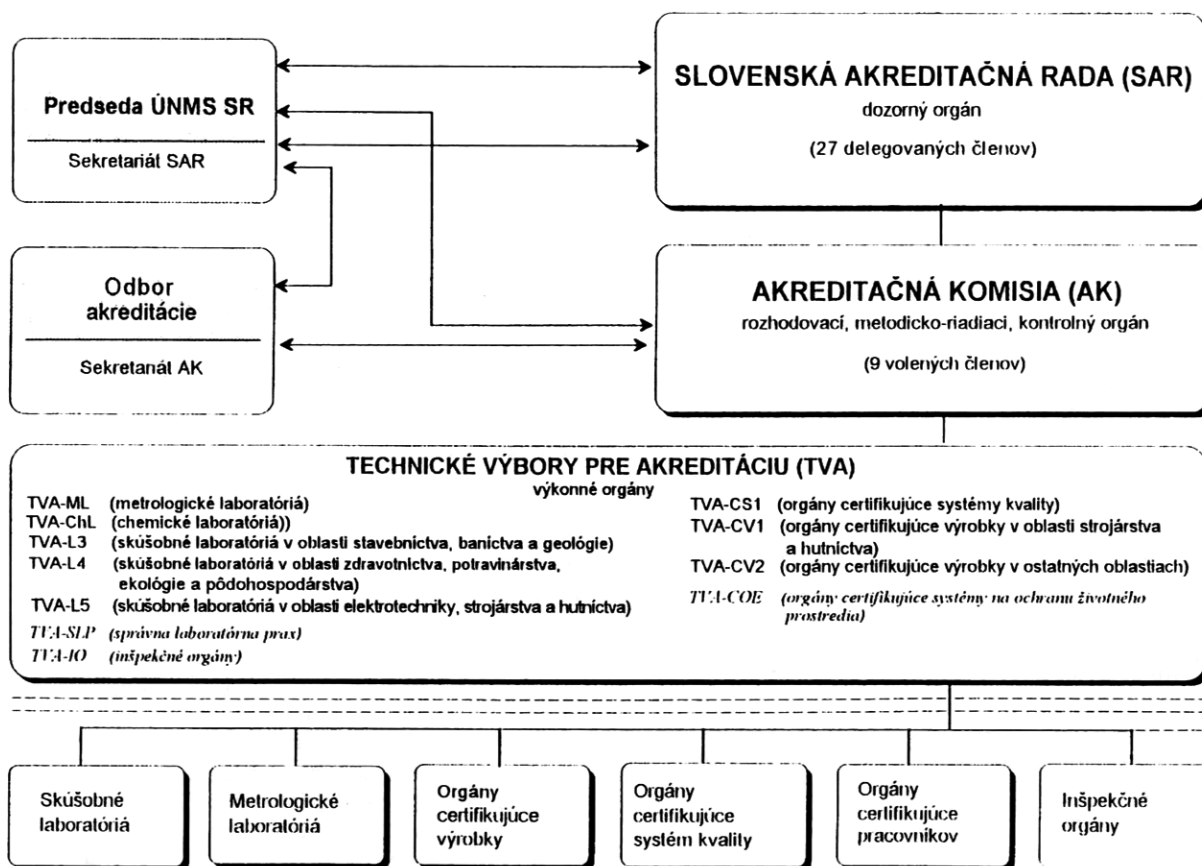 Predseda ÚNMS SR
Sekretariát SAR
SLOVENSKÁ AKREDITAČNÁ RADA (SAR)
dozorný orgán
(27 delegovaných členov)
Odbor
akreditácie
Sekretariát AK
AKREDITAČNÁ KOMISIA (AK)
rozhodovací, metodicko-riadiaci, kontrolný orgán
(9 volených členov)
TECHNICKÉ VÝBORY PRE AKREDITÁCIU (TVA)
výkonné orgány
TVA-ML (metrologické laboratóriá)
TVA-ChL (chemické laboratóriá))
TVA-L3 (skúšobné laboratóriá v oblasti stavebníctva, baníctva a geológie)
TVA-L4 (skúšobné laboratóriá v oblasti zdravotníctva, potravinárstva,
ekológie a pôdohospodárstva)
TVA-L5 (skúšobné laboratóriá v oblasti elektrotechniky, strojárstva a hutníctva)
TVA-SLP (správna laboratórna prax)
TVA-IO (inšpekčné orgány)
TVA-CS1 (orgány certifikujúce systémy kvality)
TVA-CV1 (orgány certifikujúce výrobky v oblasti strojárstva
a hutníctva)
TVA-CV2 (orgány certifikujúce výrobky v ostatných oblastiach)
TVA-COE (orgány certifikujúce systémy na ochranu životného
prostredia)
Skúšobné
laboratóriá
Metrologické
laboratóriá
Orgány
certifikujúce
výrobky
Orgány
certifikujúce
systém kvality
Orgány
certifikujúce
pracovníkov
Inšpekčné
orgány